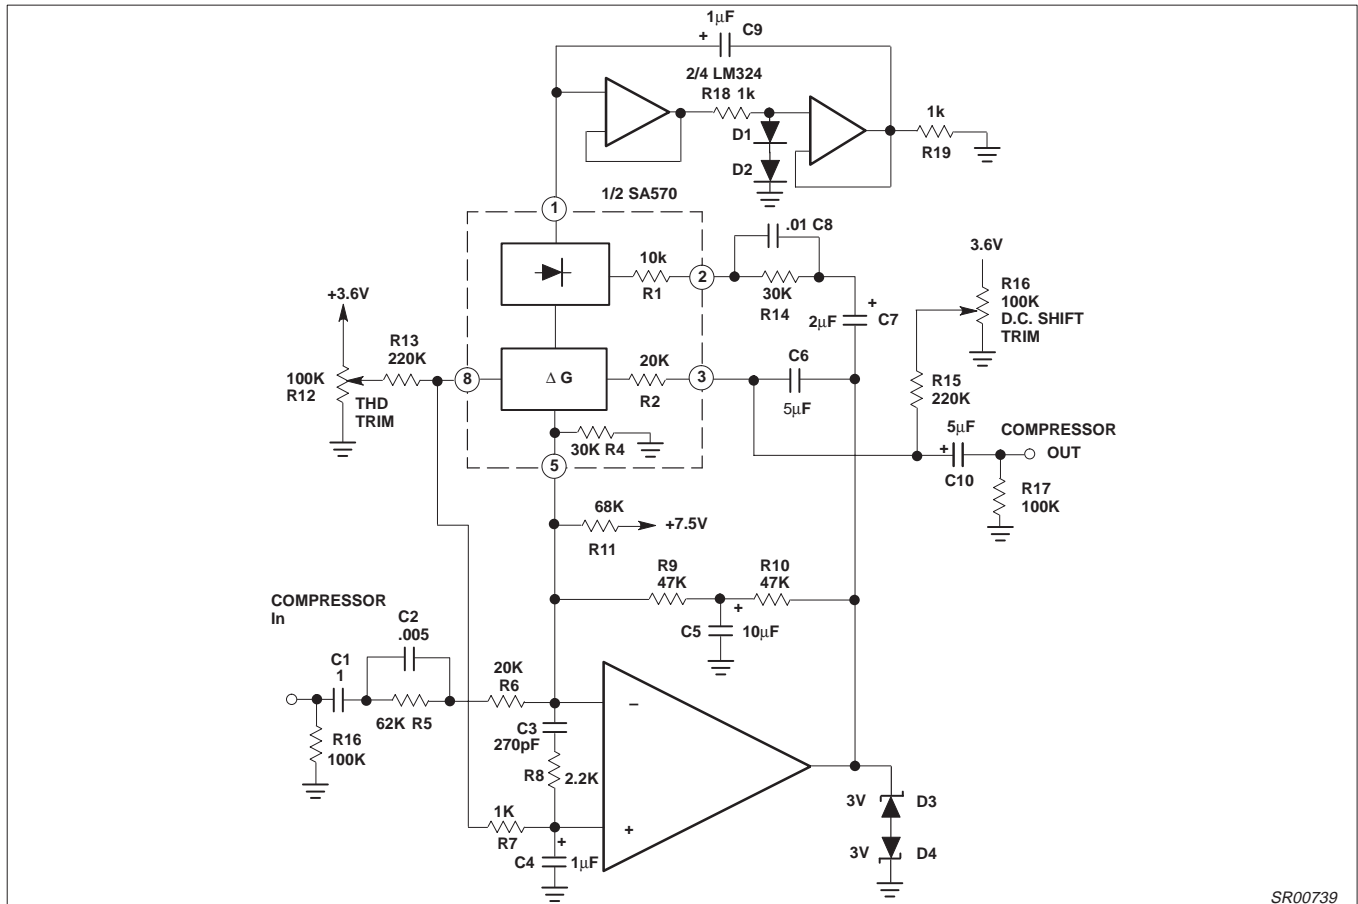 1μF
+
C9
2/4 LM324
R18 1k
D1
D2
1k
R19
1/2 SA570
1
10k
R1
2
.01 C8
30K
R14
+
2μF
C7
3.6V
R16
100K
D.C. SHIFT
TRIM
+3.6V
R13
220K
100K
R12
THD
TRIM
8
Δ G
20K
R2
3
C6
5μF
R15
220K
5μF
+
C10
COMPRESSOR
OUT
R17
100K
30K R4
5
68K
R11
+7.5V
R9
47K
R10
47K
+
C5
10μF
COMPRESSOR
In
C1
1
C2
.005
62K R5
R16
100K
20K
R6
C3
270pF
R8
2.2K
1K
R7
+
C4
1μF
–
+
3V
D3
3V
D4
SR00739